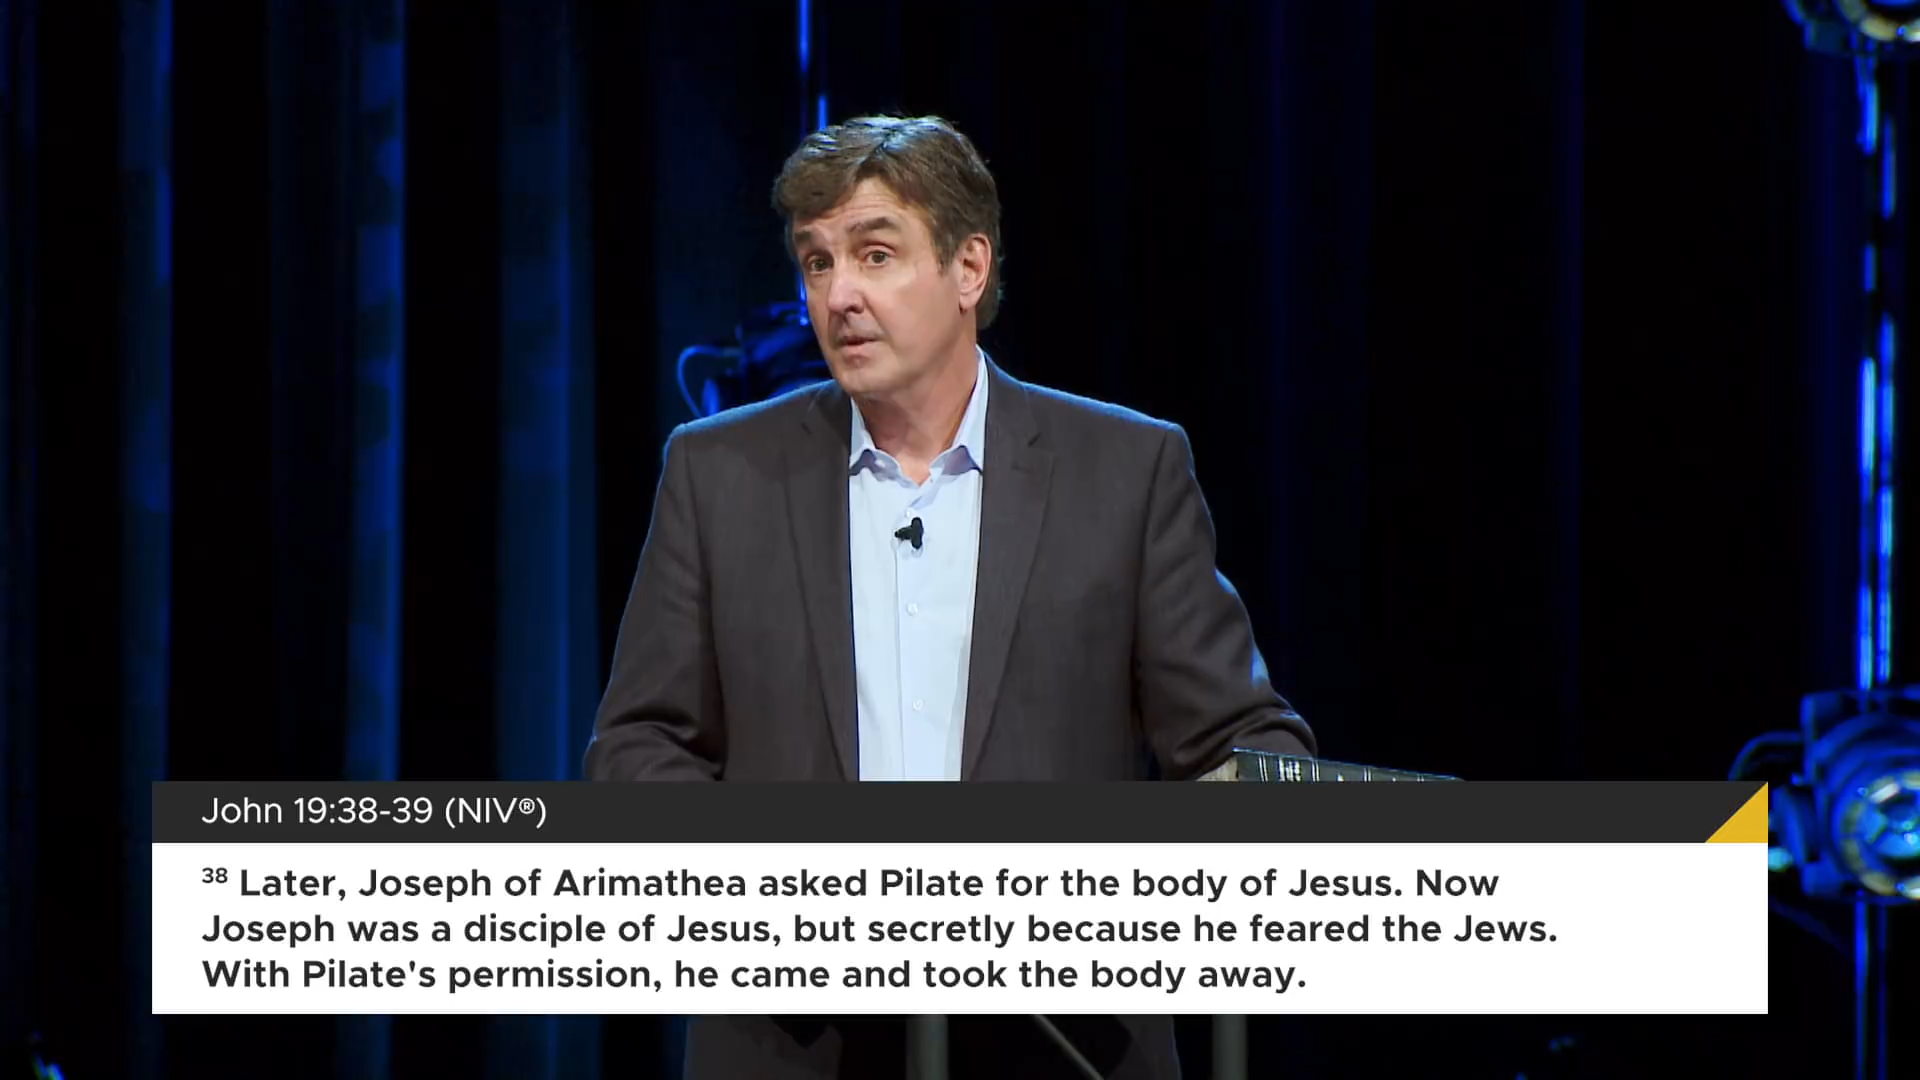 John 19:38-39 (NIV®)
38 Later, Joseph of Arimathea asked Pilate for the body of Jesus. Now
Joseph was a disciple of Jesus, but secretly because he feared the Jews.
With Pilate's permission, he came and took the body away.